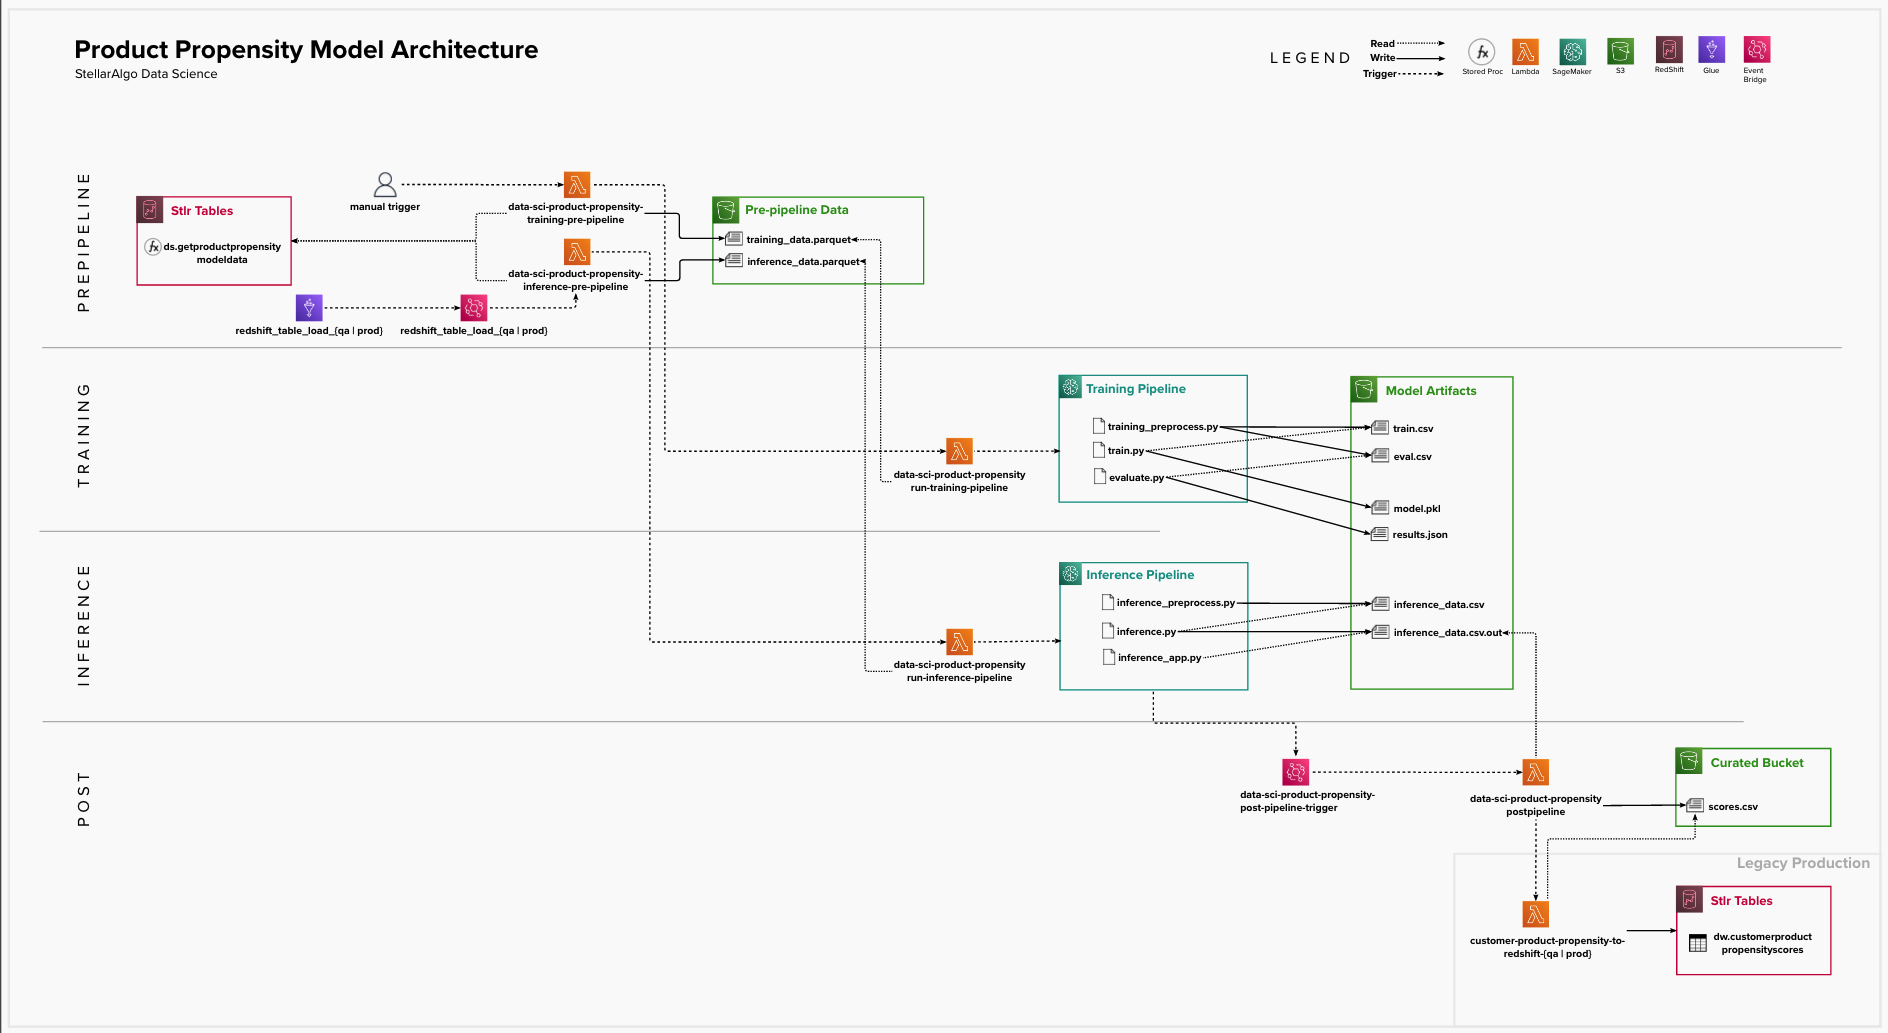 Product Propensity Model Architecture
StellarAlgo Data Science
LEGEND
Read
Write
Trigger
fx
Stored Proc
Lambda
SageMaker
S3
RedShift
Glue
Event
Bridge
PREPIPELINE
Stlr Tables
fx
ds.getproductpropensity
modeldata
manual trigger
data-sci-product-propensity-
training-pre-pipeline
data-sci-product-propensity-
inference-pre-pipeline
redshift_table_load_{qa | prod}
redshift_table_load_{qa | prod}
Pre-pipeline Data
training_data.parquet
inference_data.parquet
TRAINING
data-sci-product-propensity
run-training-pipeline
Training Pipeline
training_preprocess.py
train.py
evaluate.py
Model Artifacts
train.csv
eval.csv
model.pkl
results.json
inference_data.csv
inference_data.csv.out
INFERENCE
data-sci-product-propensity
run-inference-pipeline
Inference Pipeline
inference_preprocess.py
inference.py
inference_app.py
POST
data-sci-product-propensity-
post-pipeline-trigger
data-sci-product-propensity
postpipeline
Curated Bucket
scores.csv
Legacy Production
customer-product-propensity-to-
redshift-{qa | prod}
Stlr Tables
dw.customerproduct
propensityscores